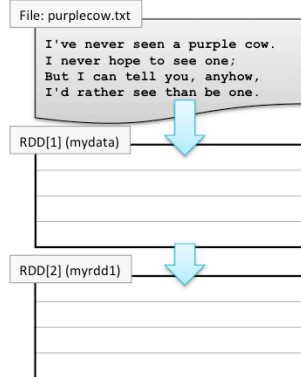 File: purplecow.txt
I've never seen a purple cow.
I never hope to see one;
But I can tell you, anyhow,
I'd rather see than be one.
RDD[1] (mydata)
RDD[2] (myrdd1)